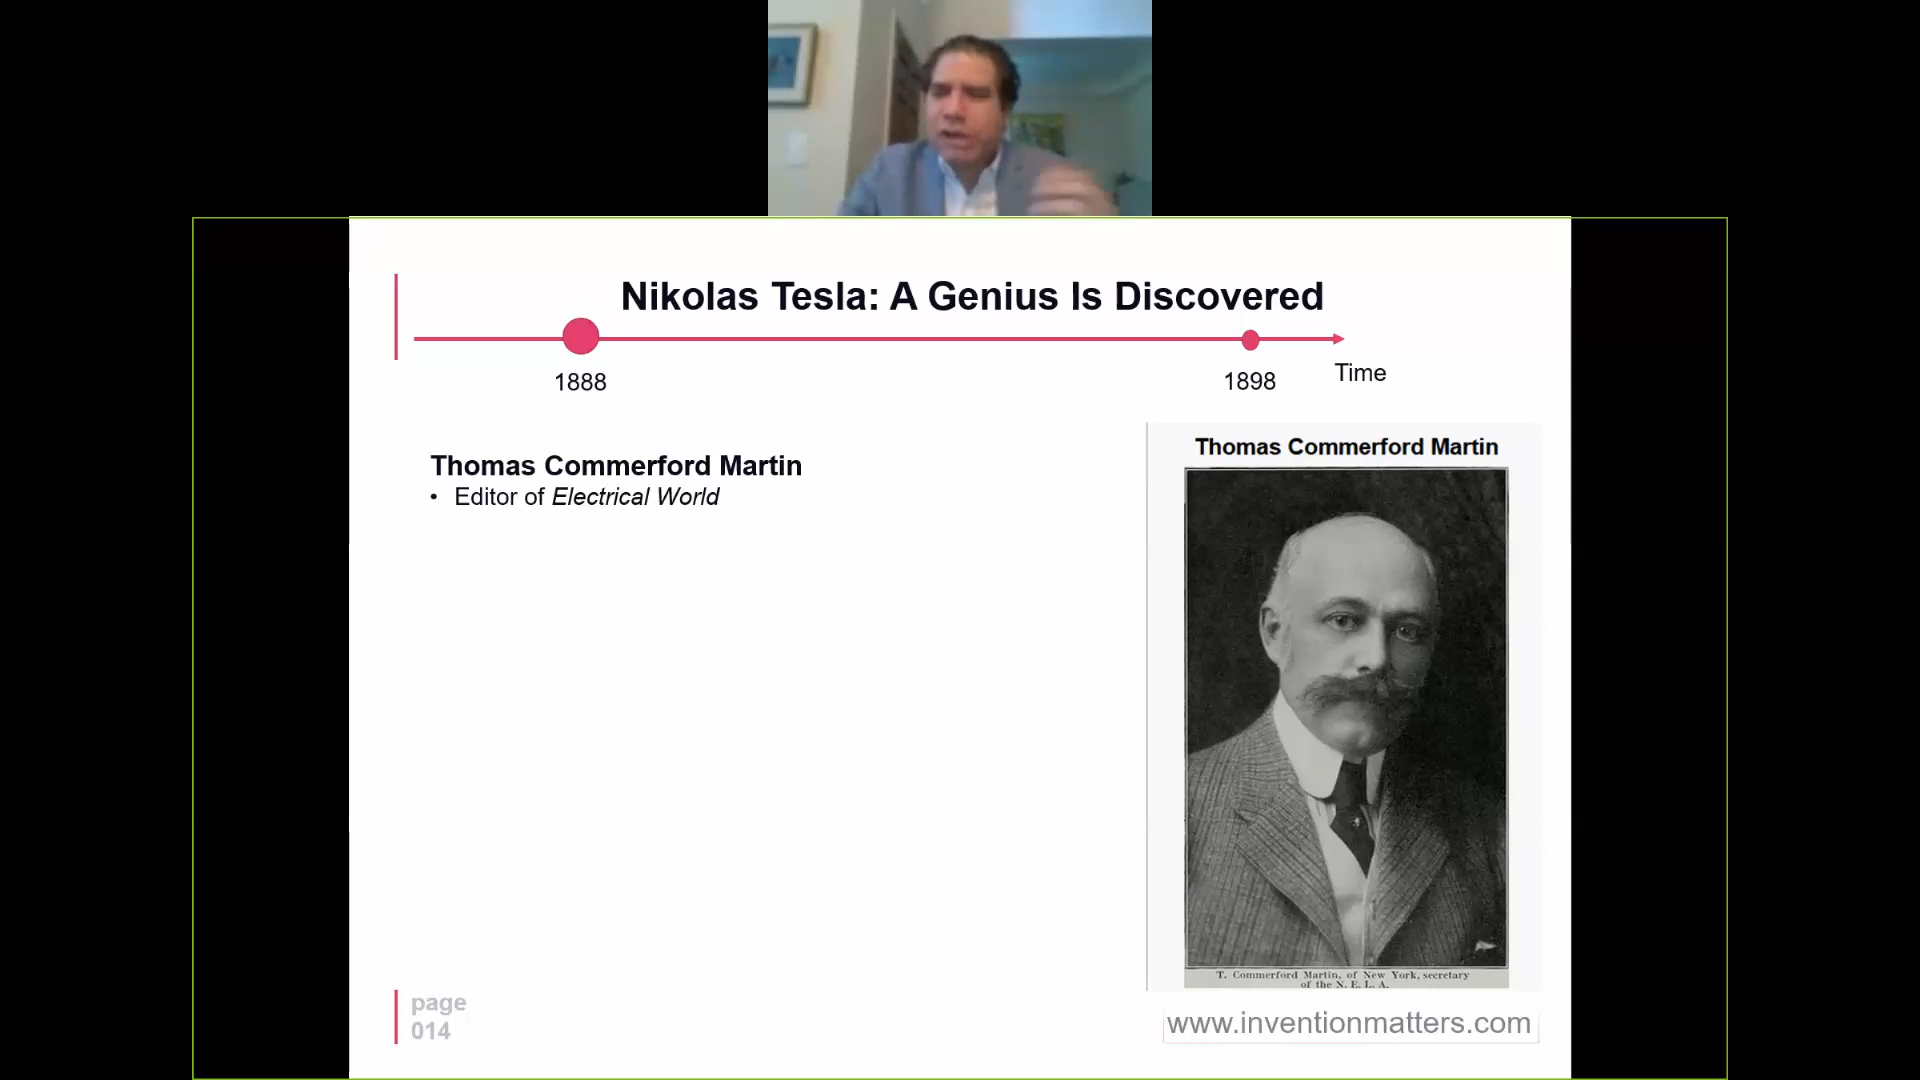 Nikolas Tesla: A Genius Is Discovered
1888
1898
Time
Thomas Commerford Martin
• Editor of Electrical World
Thomas Commerford Martin
T. Commerford Martin, of New York, secretary
of the N. E. L. A.
page
014
www.inventionmatters.com